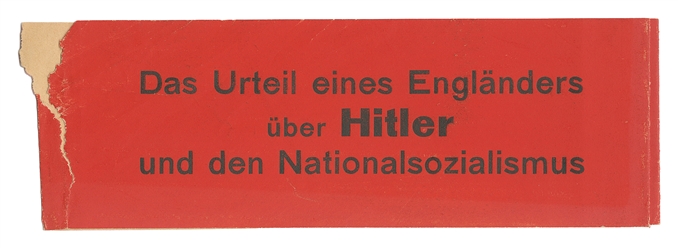 Das Urteil eines Engländers
über Hitler
und den Nationalsozialismus